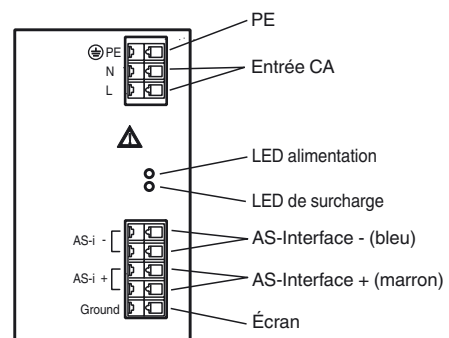 PE
PE
N
Entrée CA
L
LED alimentation
LED de surcharge
AS-i -
AS-Interface - (bleu)
AS-i +
AS-Interface + (marron)
Ground
Écran